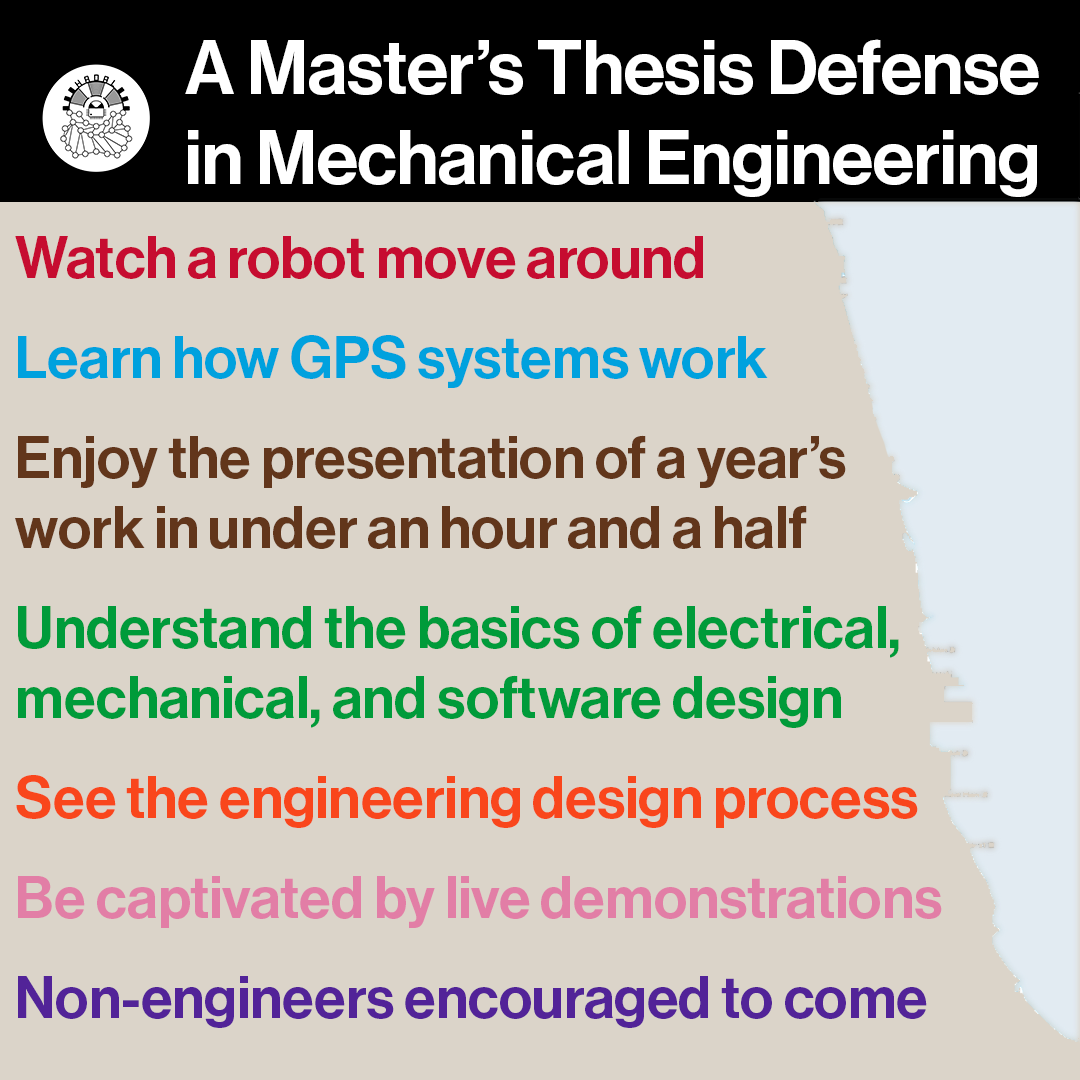 A Master’s Thesis Defense
in Mechanical Engineering
Watch a robot move around
Learn how GPS systems work
Enjoy the presentation of a year’s
work in under an hour and a half
Understand the basics of electrical,
mechanical, and software design
See the engineering design process
Be captivated by live demonstrations
Non-engineers encouraged to come